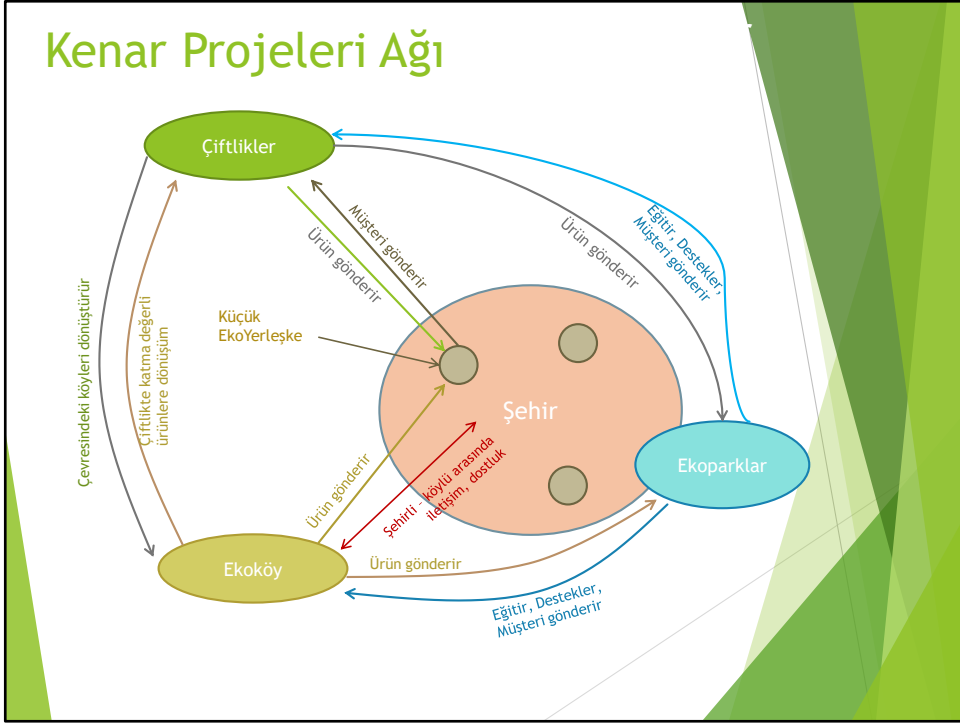 Kenar Projeleri Ağı
Çiftlikler
Müşteri gönderir
Ürün gönderir
Ürün gönderir
Eğitir, Destekler,
Müşteri gönderir
Çevresindeki köyleri dönüştürür
Çiftlikte katma değerli
ürünlere dönüşüm
Küçük
EkoYerleşke
Şehir
Ekoparklar
Ürün gönderir
Şehirli – köylü arasında
iletişim, dostluk
Ekoköy
Ürün gönderir
Eğitir, Destekler,
Müşteri gönderir